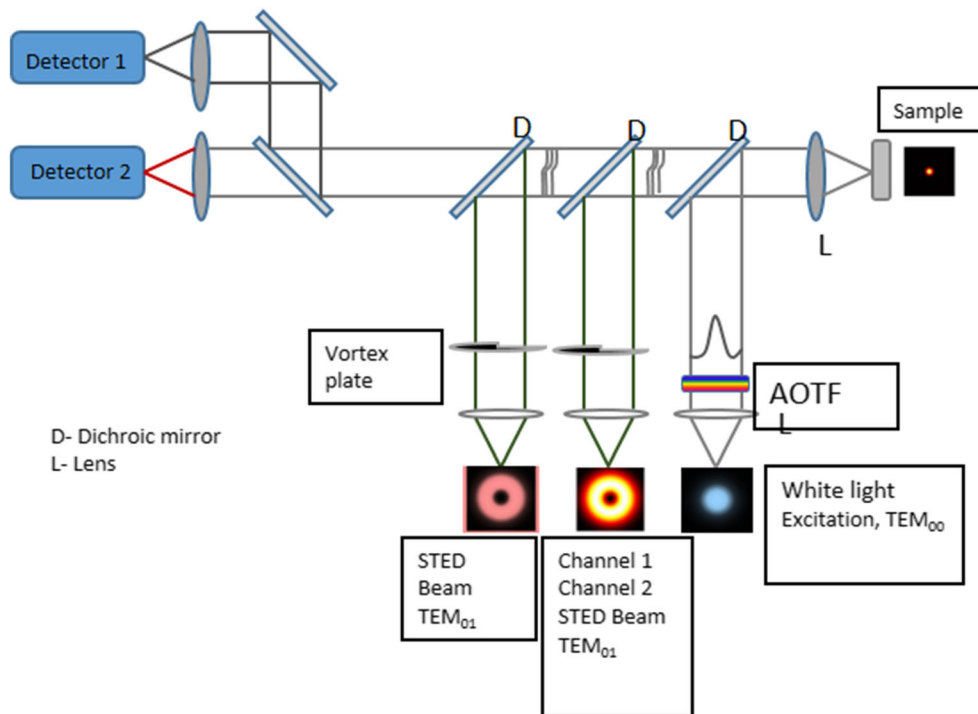 Detector 1
Detector 2
D
D
D
Sample
L
Vortex
plate
AOTF
L
D- Dichroic mirror
L- Lens
STED
Beam
TEM₀₁
Channel 1
Channel 2
STED Beam
TEM₀₁
White light
Excitation, TEM₀₀